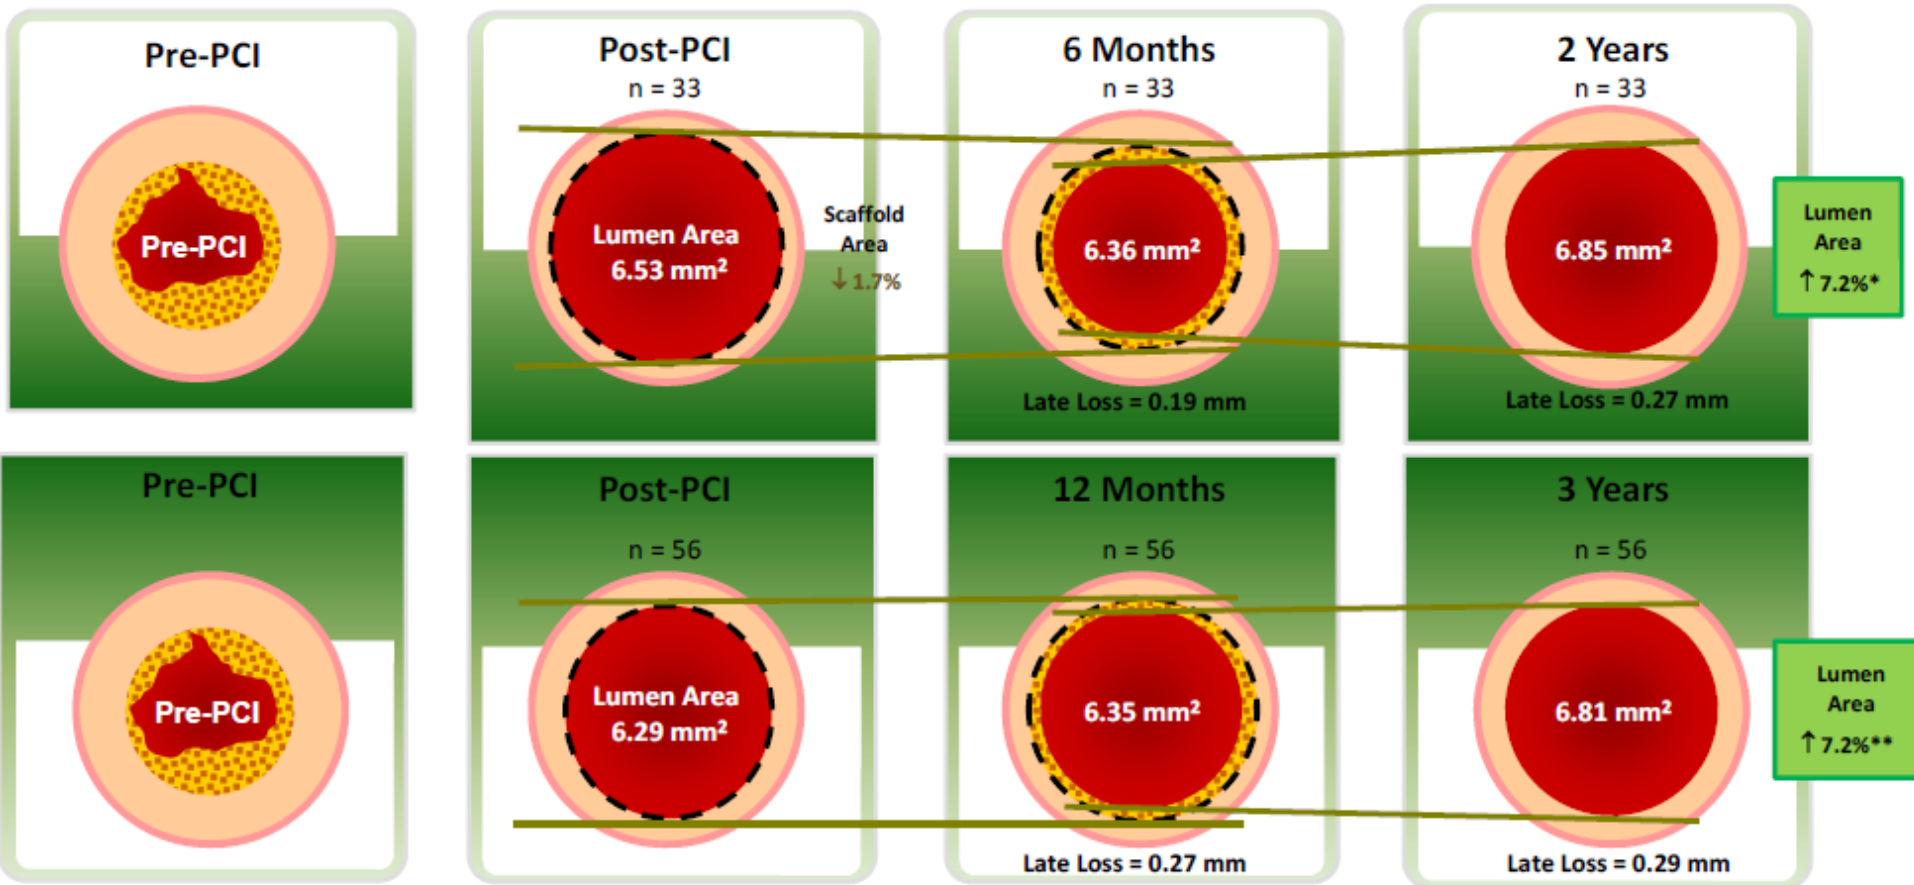 Pre-PCI
Pre-PCI
Post-PCI
n = 33
Lumen Area
6.53 mm²
Scaffold
Area
↓ 1.7%
6 Months
n = 33
6.36 mm²
Late Loss = 0.19 mm
2 Years
n = 33
6.85 mm²
Late Loss = 0.27 mm
Lumen
Area
↑ 7.2%*
Pre-PCI
Pre-PCI
Post-PCI
n = 56
Lumen Area
6.29 mm²
12 Months
n = 56
6.35 mm²
Late Loss = 0.27 mm
3 Years
n = 56
6.81 mm²
Late Loss = 0.29 mm
Lumen
Area
↑ 7.2%**